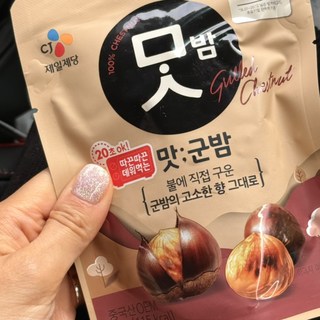 CJ
제일제당
맛밤
Grilled Chestnut
20초 OK!
따끈따끈
데워먹는
맛:군밤
불에 직접 구운
군밤의 고소한 향 그대로